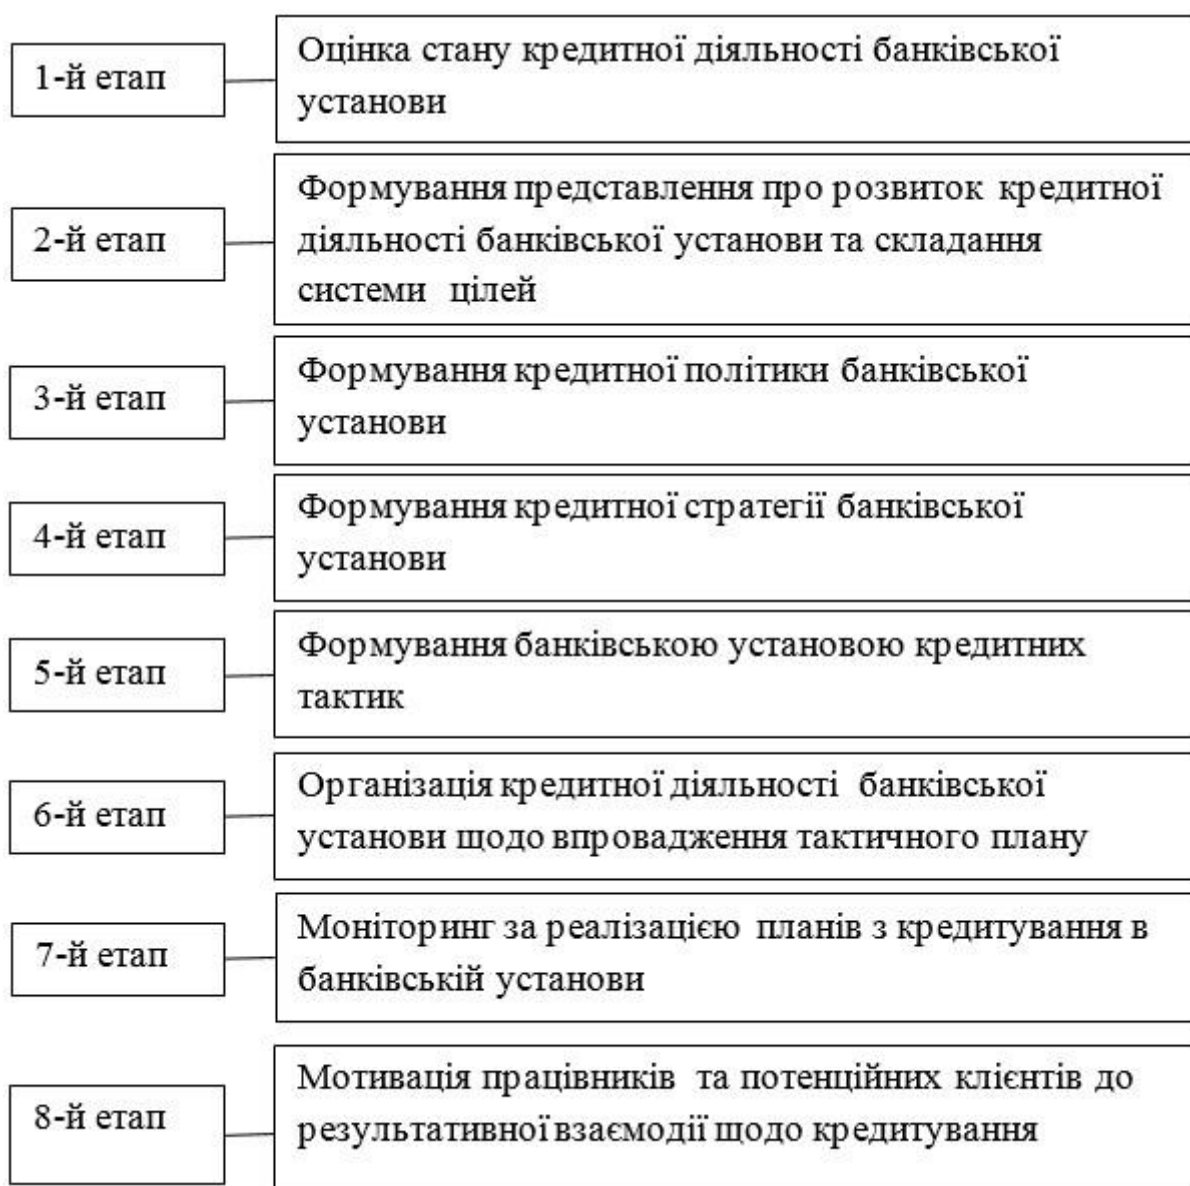 1-й етап
Оцінка стану кредитної діяльності банківської
установи
2-й етап
Формування представлення про розвиток кредитної
діяльності банківської установи та складання
системи цілей
3-й етап
Формування кредитної політики банківської
установи
4-й етап
Формування кредитної стратегії банківської
установи
5-й етап
Формування банківською установою кредитних
тактик
6-й етап
Організація кредитної діяльності банківської
установи щодо впровадження тактичного плану
7-й етап
Моніторинг за реалізацією планів з кредитування в
банківській установи
8-й етап
Мотивація працівників та потенційних клієнтів до
результативної взаємодії щодо кредитування